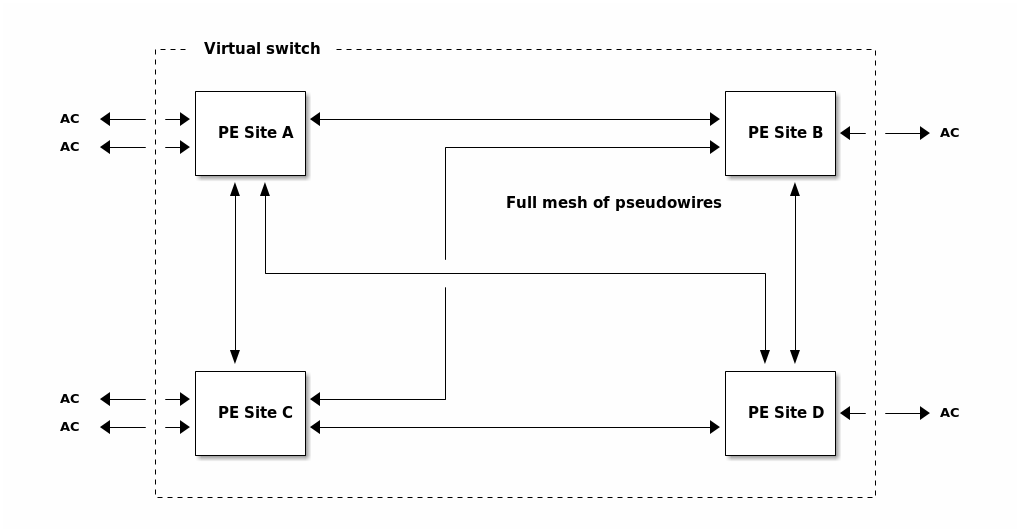 Virtual switch
AC
PE Site A
PE Site B
AC
AC
Full mesh of pseudowires
AC
PE Site C
PE Site D
AC
AC